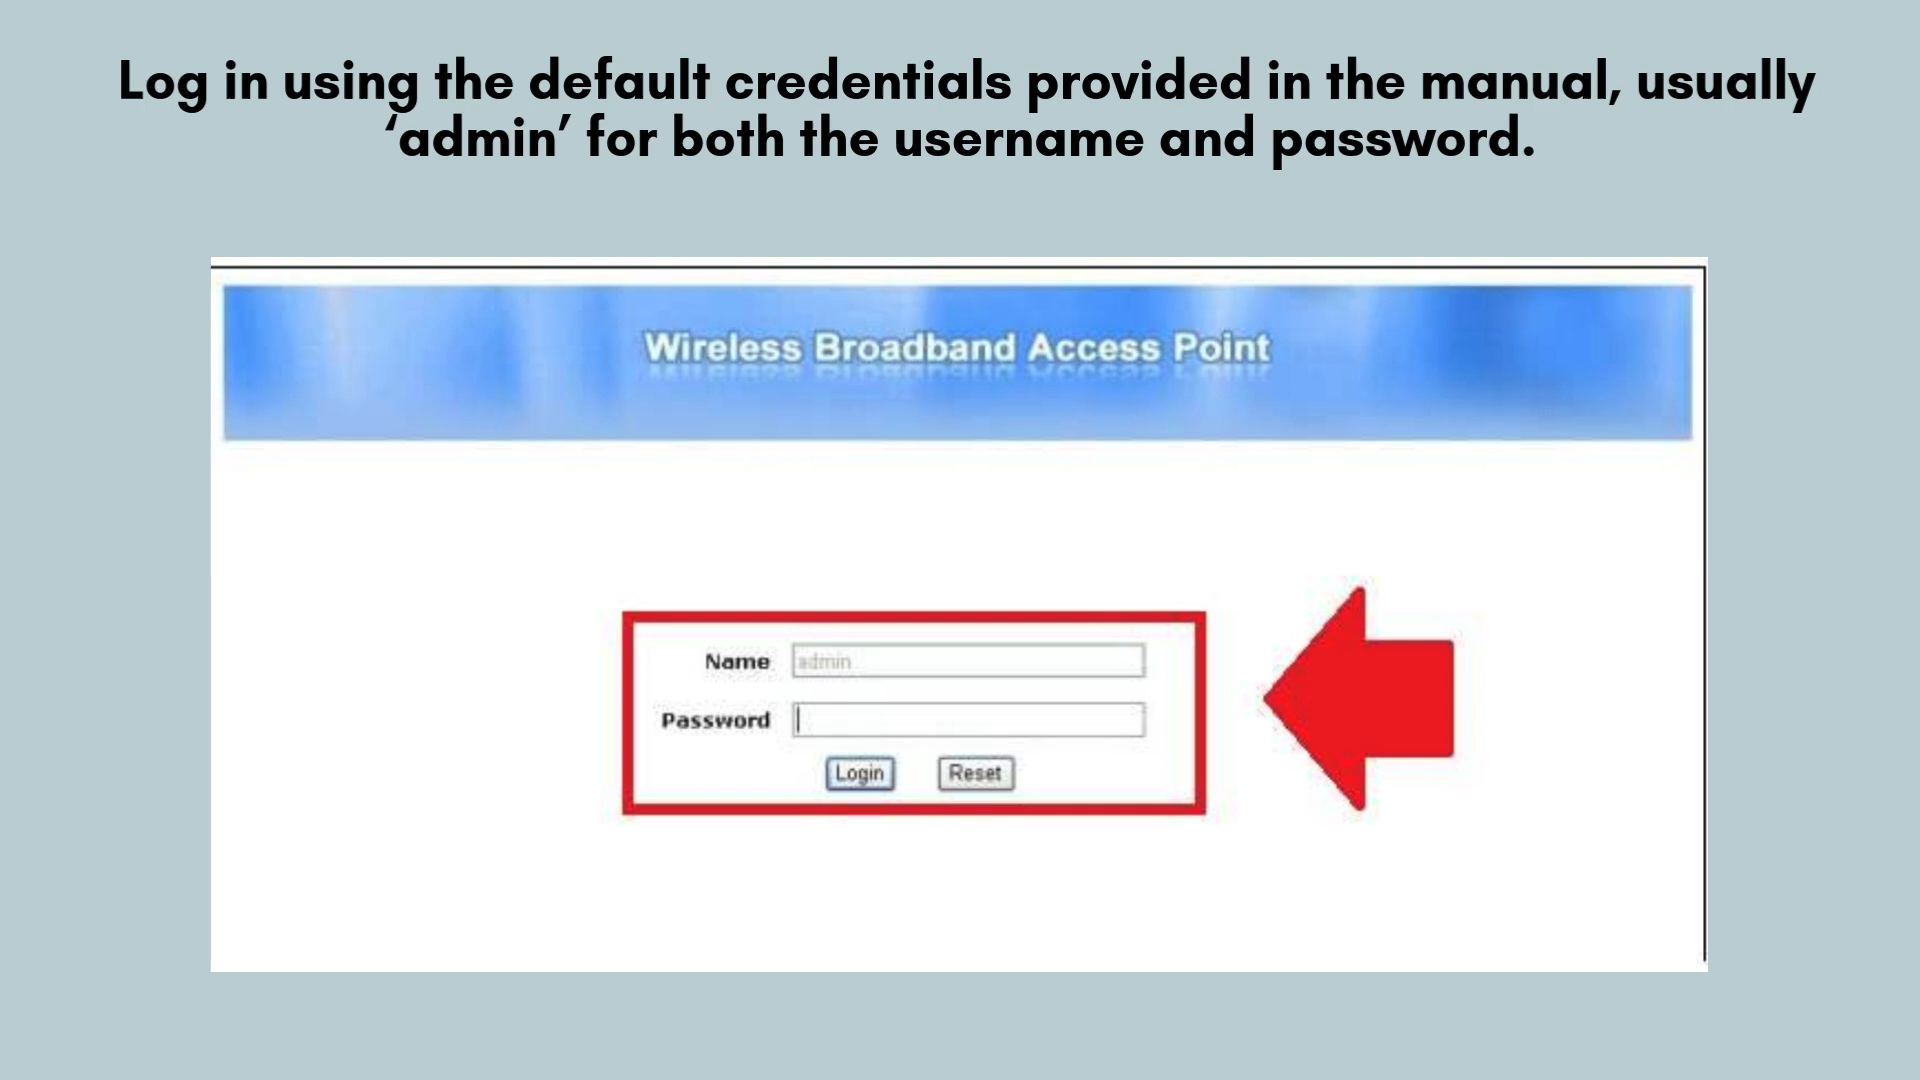 Log in using the default credentials provided in the manual, usually
‘admin’ for both the username and password.
Wireless Broadband Access Point
Name admin
Password
Login Reset